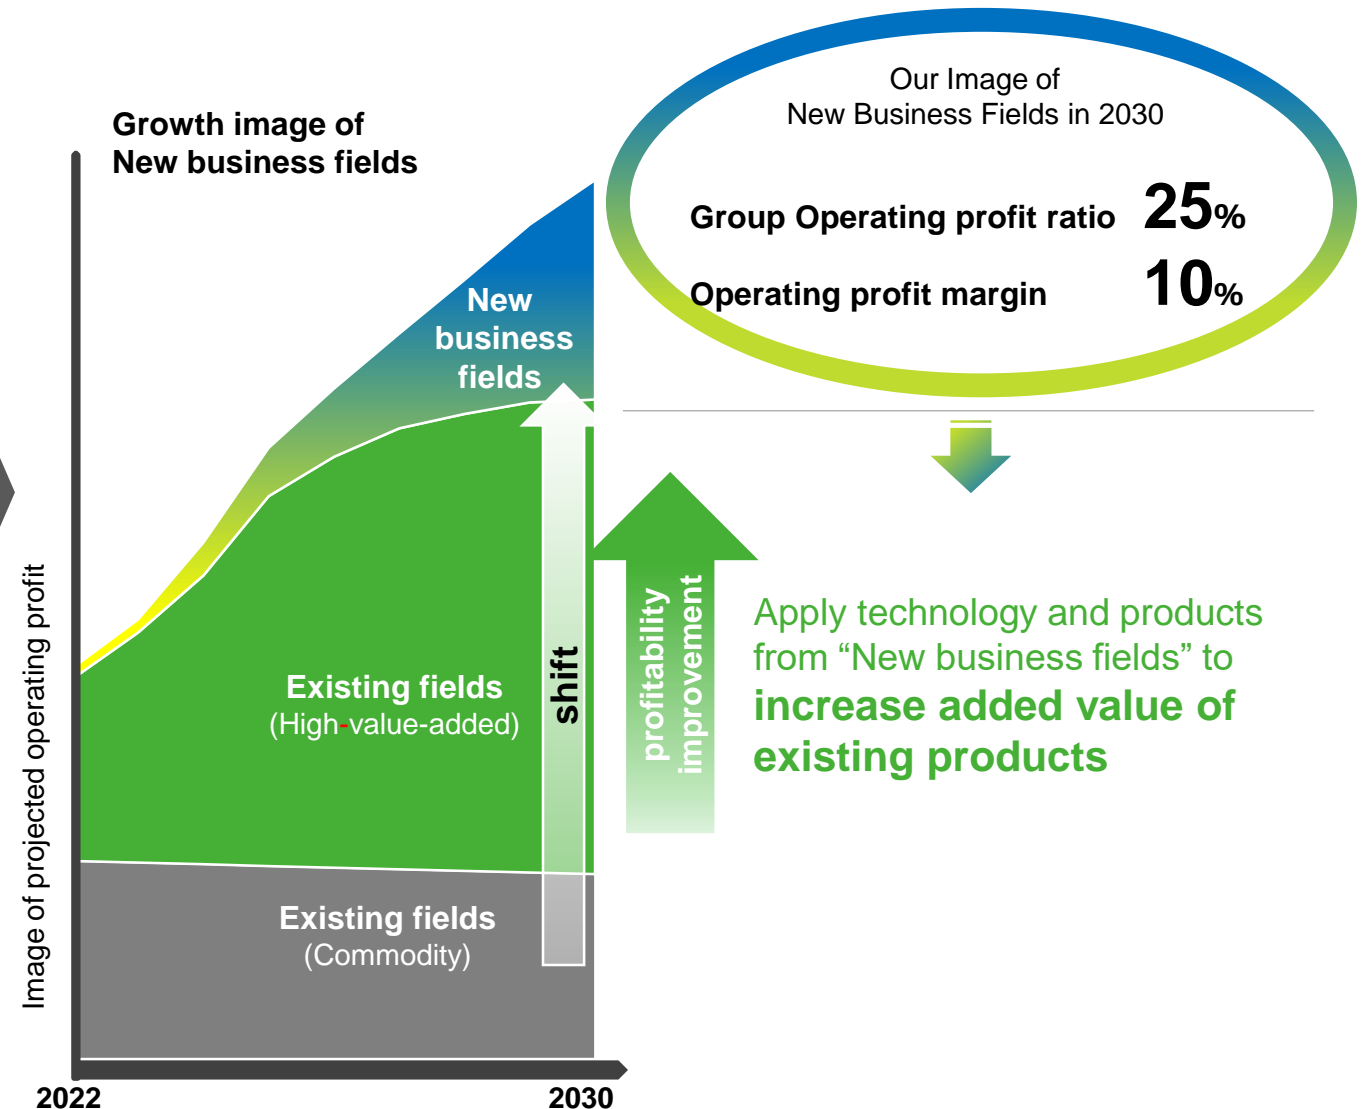 Growth image of
New business fields
Our Image of
New Business Fields in 2030
Group Operating profit ratio 25%
Operating profit margin 10%
New
business
fields
Existing fields
(High-value-added)
shift
profitability
improvement
Apply technology and products
from “New business fields” to
increase added value of
existing products
Existing fields
(Commodity)
Image of projected operating profit
2022
2030